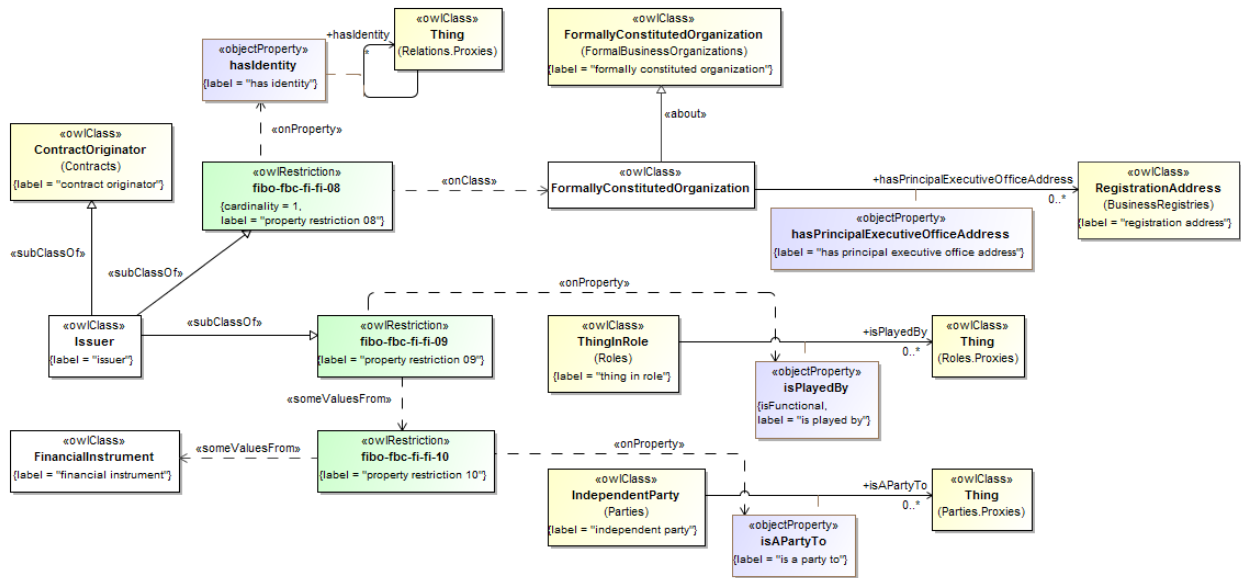 «owlClass»
Thing
(Relations.Proxies)
+hasIdentity
*
«objectProperty»
hasIdentity
{label = "has identity"}
«owlClass»
FormallyConstitutedOrganization
(FormalBusinessOrganizations)
{label = "formally constituted organization"}
«onProperty»
«about»
«owlClass»
ContractOriginator
(Contracts)
{label = "contract originator"}
«owlRestriction»
fibo-fbc-fi-fi-08
{cardinality = 1,
label = "property restriction 08"}
«onClass»
«owlClass»
FormallyConstitutedOrganization
+hasPrincipalExecutiveOfficeAddress
0..*
«owlClass»
RegistrationAddress
(BusinessRegistries)
{label = "registration address"}
«objectProperty»
hasPrincipalExecutiveOfficeAddress
{label = "has principal executive office address"}
«subClassOf»
«subClassOf»
«onProperty»
«owlClass»
Issuer
{label = "issuer"}
«subClassOf»
«owlRestriction»
fibo-fbc-fi-fi-09
{label = "property restriction 09"}
«owlClass»
ThingInRole
(Roles)
{label = "thing in role"}
+isPlayedBy
0..*
«owlClass»
Thing
(Roles.Proxies)
«objectProperty»
isPlayedBy
{isFunctional,
label = "is played by"}
«someValuesFrom»
«owlClass»
FinancialInstrument
{label = "financial instrument"}
«someValuesFrom»
«owlRestriction»
fibo-fbc-fi-fi-10
{label = "property restriction 10"}
«onProperty»
«owlClass»
IndependentParty
(Parties)
{label = "independent party"}
+isAPartyTo
0..*
«owlClass»
Thing
(Parties.Proxies)
«objectProperty»
isAPartyTo
{label = "is a party to"}